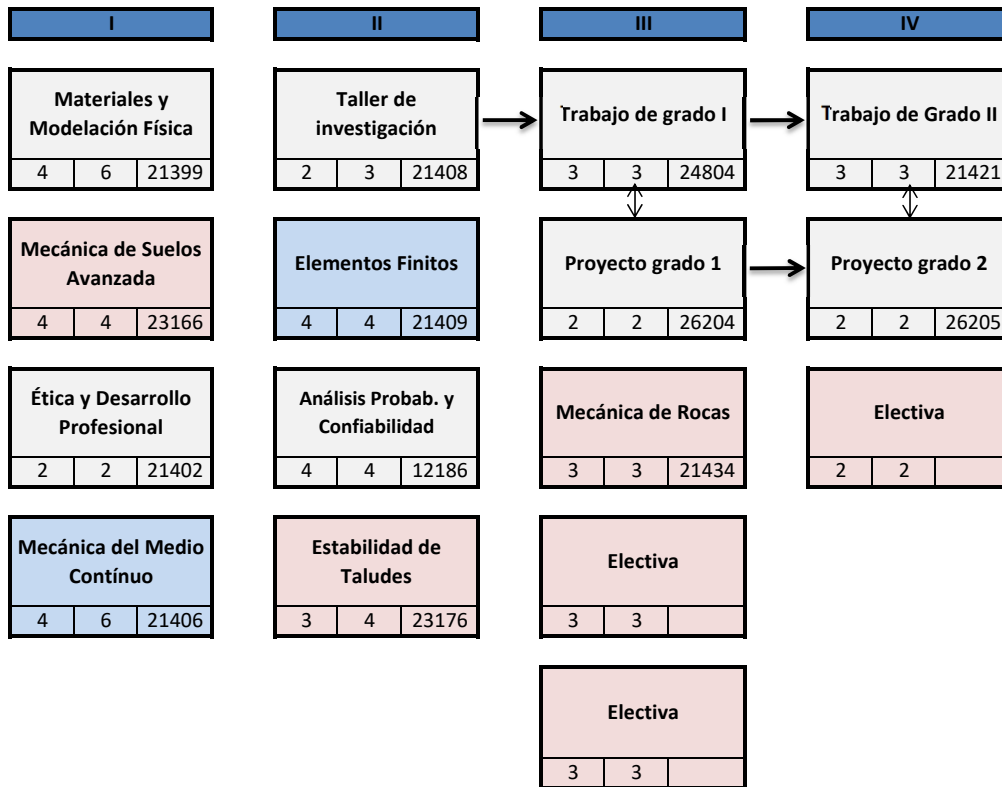 I
II
III
IV
Materiales y
Modelación Física
4 6 21399
Taller de
investigación
2 3 21408
Trabajo de grado I
3 3 24804
Trabajo de Grado II
3 3 21421
Mecánica de Suelos
Avanzada
4 4 23166
Elementos Finitos
4 4 21409
Proyecto grado 1
2 2 26204
Proyecto grado 2
2 2 26205
Ética y Desarrollo
Profesional
2 2 21402
Análisis Probab. y
Confiabilidad
4 4 12186
Mecánica de Rocas
3 3 21434
Electiva
2 2
Mecánica del Medio
Contínuo
4 6 21406
Estabilidad de
Taludes
3 4 23176
Electiva
3 3
Electiva
3 3